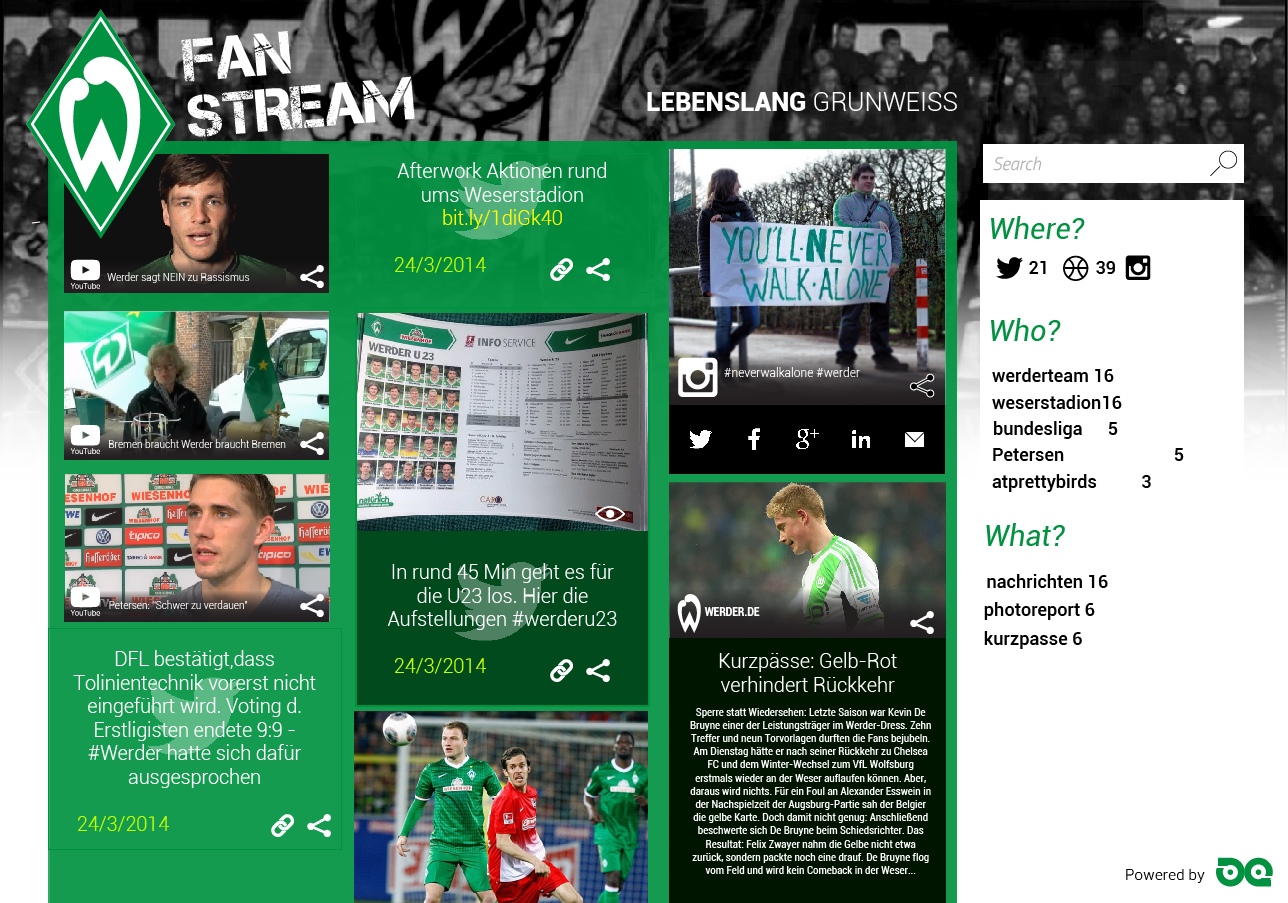 FAN
STREAM
LEBENSLANG GRUNWEISS
Search
YouTube
Werder sagt NEIN zu Rassismus
YouTube
Bremen braucht Werder braucht Bremen
WIESENHOF
tipico
YouTube
Petersen: "Schwer zu verdauen"
DFL bestätigt,dass
Tolinientechnik vorerst nicht
eingeführt wird. Voting d.
Erstligisten endete 9:9 -
#Werder hatte sich dafür
ausgesprochen
24/3/2014
Afterwork Aktionen rund
ums Weserstadion
bit.ly/1diGk40
24/3/2014
WERDER U 23
INFO SERVICE
natürlich
In rund 45 Min geht es für
die U23 los. Hier die
Aufstellungen #werderu23
24/3/2014
YOU'LL·NEVER
WALK·ALONE
#neverwalkalone #werder
WERDER.DE
Kurzpässe: Gelb-Rot
verhindert Rückkehr
Sperre statt Wiedersehen: Letzte Saison war Kevin De
Bruyne einer der Leistungsträger im Werder-Dress. Zehn
Treffer und neun Torvorlagen durften die Fans bejubeln.
Am Dienstag hätte er nach seiner Rückkehr zu Chelsea
FC und dem Winter-Wechsel zum VfL Wolfsburg
erstmals wieder an der Weser auflaufen können. Aber,
daraus wird nichts. Für ein Foul an Alexander Esswein in
der Nachspielzeit der Augsburg-Partie sah der Belgier
die gelbe Karte. Doch damit nicht genug: Anschließend
beschwerte sich De Bruyne beim Schiedsrichter. Das
Resultat: Felix Zwayer nahm die Gelbe nicht etwa
zurück, sondern packte noch eine drauf. De Bruyne flog
vom Feld und wird kein Comeback in der Weser...
Where?
21 39
Who?
werderteam 16
weserstadion16
bundesliga 5
Petersen 5
atprettybirds 3
What?
nachrichten 16
photoreport 6
kurzpasse 6
Powered by